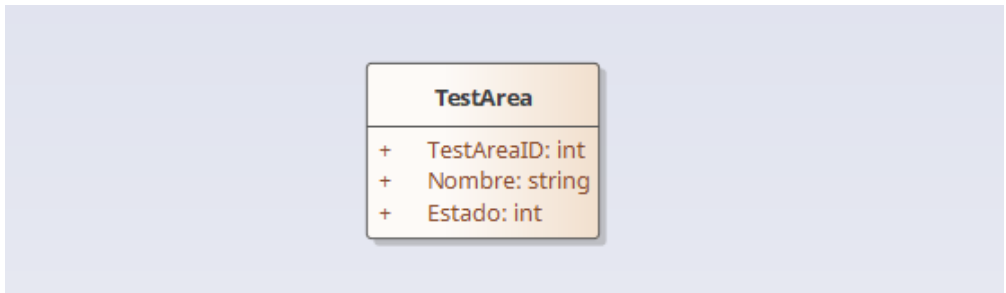 TestArea
+ TestAreaID: int
+ Nombre: string
+ Estado: int